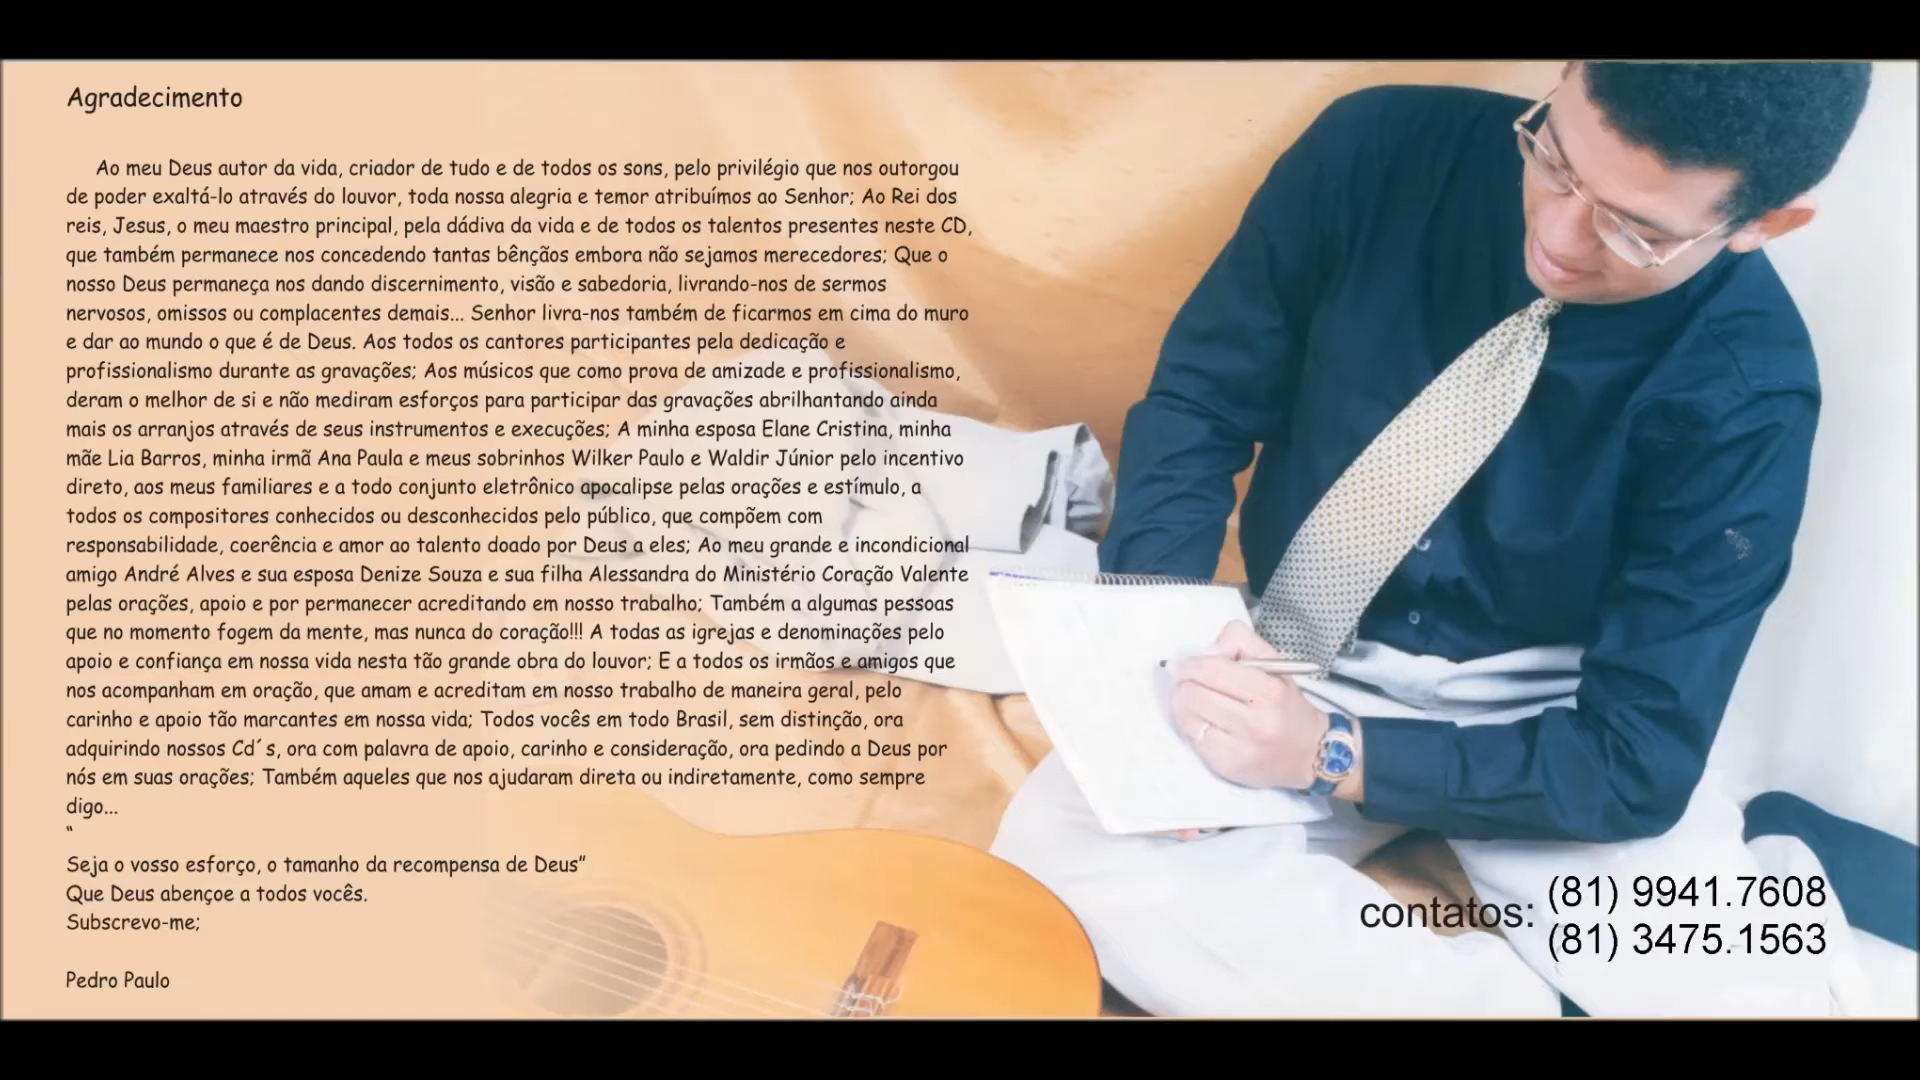 Agradecimento
Ao meu Deus autor da vida, criador de tudo e de todos os sons, pelo privilégio que nos outorgou
de poder exaltá-lo através do louvor, toda nossa alegria e temor atribuímos ao Senhor; Ao Rei dos
reis, Jesus, o meu maestro principal, pela dádiva da vida e de todos os talentos presentes neste CD,
que também permanece nos concedendo tantas bênçãos embora não sejamos merecedores; Que o
nosso Deus permaneça nos dando discernimento, visão e sabedoria, livrando-nos de sermos
nervosos, omissos ou complacentes demais... Senhor livra-nos também de ficarmos em cima do muro
e dar ao mundo o que é de Deus. Aos todos os cantores participantes pela dedicação e
profissionalismo durante as gravações; Aos músicos que como prova de amizade e profissionalismo,
deram o melhor de si e não mediram esforços para participar das gravações abrilhantando ainda
mais os arranjos através de seus instrumentos e execuções; A minha esposa Elane Cristina, minha
mãe Lia Barros, minha irmã Ana Paula e meus sobrinhos Wilker Paulo e Waldir Júnior pelo incentivo
direto, aos meus familiares e a todo conjunto eletrônico apocalipse pelas orações e estímulo, a
todos os compositores conhecidos ou desconhecidos pelo público, que compõem com
responsabilidade, coerência e amor ao talento doado por Deus a eles; Ao meu grande e incondicional
amigo André Alves e sua esposa Denize Souza e sua filha Alessandra do Ministério Coração Valente
pelas orações, apoio e por permanecer acreditando em nosso trabalho; Também a algumas pessoas
que no momento fogem da mente, mas nunca do coração!!! A todas as igrejas e denominações pelo
apoio e confiança em nossa vida nesta tão grande obra do louvor; E a todos os irmãos e amigos que
nos acompanham em oração, que amam e acreditam em nosso trabalho de maneira geral, pelo
carinho e apoio tão marcantes em nossa vida; Todos vocês em todo Brasil, sem distinção, ora
adquirindo nossos Cd´s, ora com palavra de apoio, carinho e consideração, ora pedindo a Deus por
nós em suas orações; Também aqueles que nos ajudaram direta ou indiretamente, como sempre
digo...
“
Seja o vosso esforço, o tamanho da recompensa de Deus”
Que Deus abençoe a todos vocês.
Subscrevo-me;
Pedro Paulo
contatos: (81) 9941.7608
(81) 3475.1563